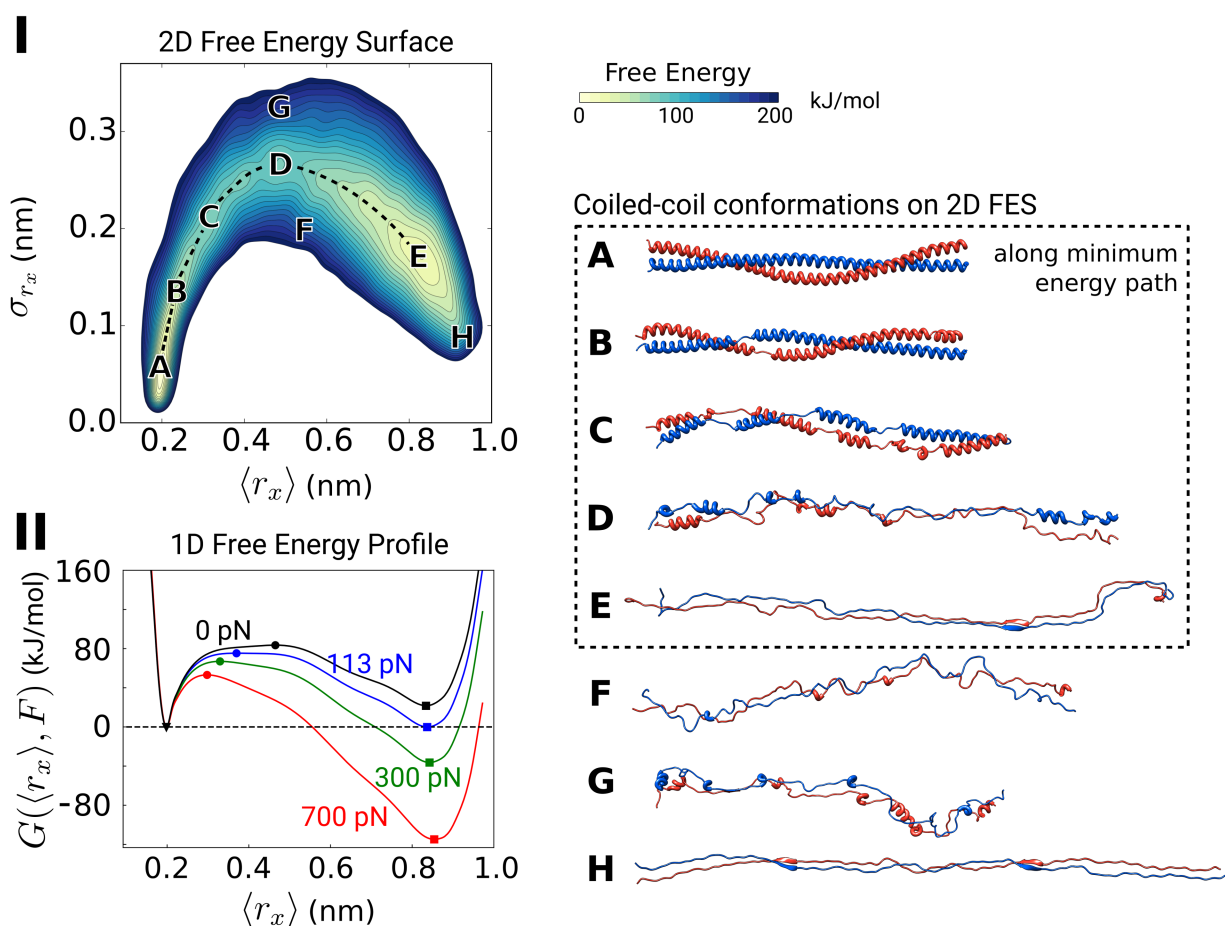 I
2D Free Energy Surface
G
D
C
F
E
B
H
A
0.3
0.2
0.1
0.0
0.2 0.4 0.6 0.8 1.0
σ_{r_x} (nm)
⟨r_x⟩ (nm)
Free Energy
0 100 200 kJ/mol
Coiled-coil conformations on 2D FES
along minimum
energy path
A
B
C
D
E
F
G
H
II
1D Free Energy Profile
160
80
0
-80
G(⟨r_x⟩, F) (kJ/mol)
0 pN
113 pN
300 pN
700 pN
0.2 0.4 0.6 0.8 1.0
⟨r_x⟩ (nm)